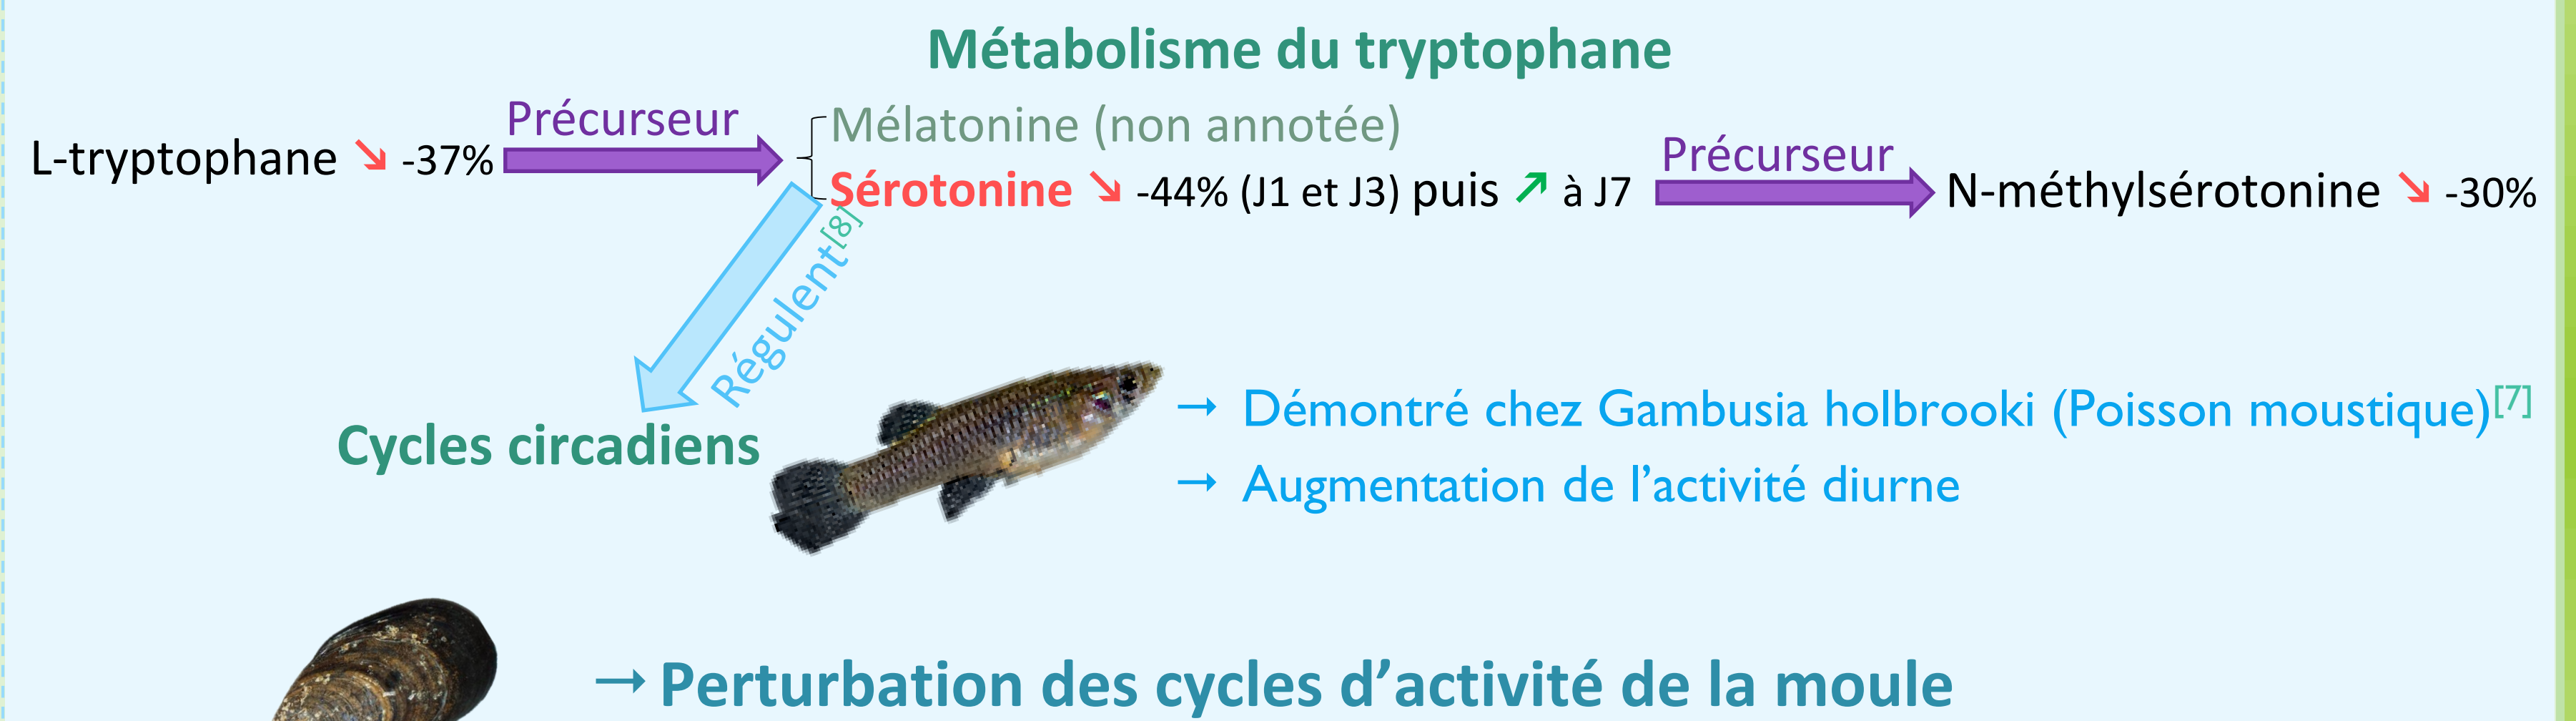 Métabolisme du tryptophane
L-tryptophane ↘ -37%
Précurseur
Mélatonine (non annotée)
Sérotonine ↘ -44% (J1 et J3) puis ↗ à J7
Précurseur
N-méthylsérotonine ↘ -30%
Régulent[8]
Cycles circadiens
→ Démontré chez Gambusia holbrooki (Poisson moustique)[7]
→ Augmentation de l’activité diurne
→ Perturbation des cycles d’activité de la moule